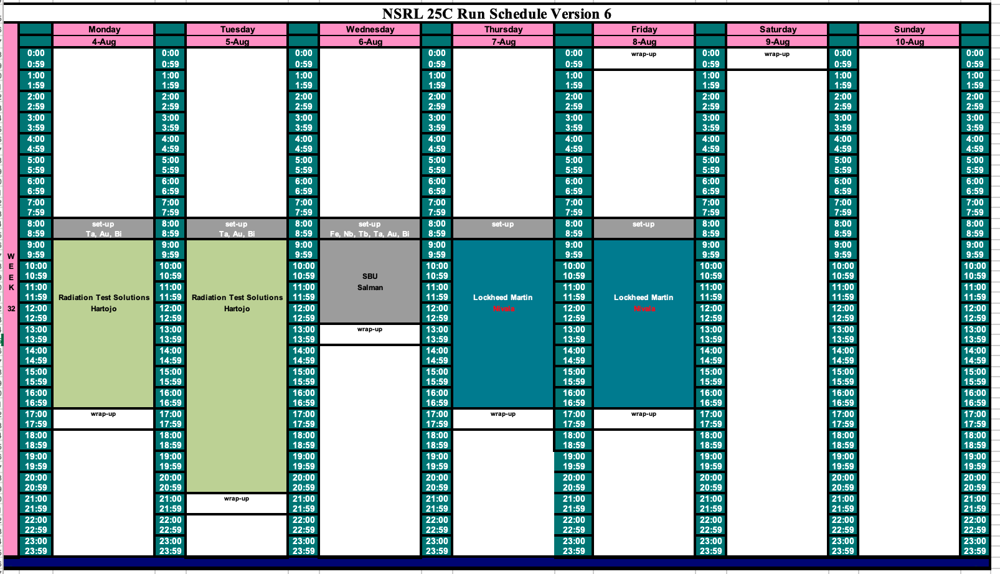 NSRL 25C Run Schedule Version 6
Monday Tuesday Wednesday Thursday Friday Saturday Sunday
4-Aug 5-Aug 6-Aug 7-Aug 8-Aug 9-Aug 10-Aug
0:00 0:00 0:00 0:00 0:00 wrap-up 0:00 wrap-up 0:00 0:00
0:59 0:59 0:59 0:59 0:59 0:59 0:59 0:59
1:00 1:00 1:00 1:00 1:00 1:00 1:00 1:00
1:59 1:59 1:59 1:59 1:59 1:59 1:59 1:59
2:00 2:00 2:00 2:00 2:00 2:00 2:00 2:00
2:59 2:59 2:59 2:59 2:59 2:59 2:59 2:59
3:00 3:00 3:00 3:00 3:00 3:00 3:00 3:00
3:59 3:59 3:59 3:59 3:59 3:59 3:59 3:59
4:00 4:00 4:00 4:00 4:00 4:00 4:00 4:00
4:59 4:59 4:59 4:59 4:59 4:59 4:59 4:59
5:00 5:00 5:00 5:00 5:00 5:00 5:00 5:00
5:59 5:59 5:59 5:59 5:59 5:59 5:59 5:59
6:00 6:00 6:00 6:00 6:00 6:00 6:00 6:00
6:59 6:59 6:59 6:59 6:59 6:59 6:59 6:59
7:00 7:00 7:00 7:00 7:00 7:00 7:00 7:00
7:59 7:59 7:59 7:59 7:59 7:59 7:59 7:59
8:00 set-up 8:00 set-up 8:00 set-up 8:00 set-up 8:00 set-up 8:00 8:00 8:00
8:59 Ta, Au, Bi 8:59 Ta, Au, Bi 8:59 Fe, Nb, Tb, Ta, Au, Bi 8:59 8:59 8:59 8:59 8:59
9:00 9:00 9:00 9:00 9:00 9:00 9:00 9:00
W 9:59 9:59 9:59 9:59 9:59 9:59 9:59 9:59
E 10:00 10:00 10:00 10:00 10:00 10:00 10:00 10:00
E 10:59 10:59 10:59 SBU 10:59 10:59 10:59 10:59 10:59
K 11:00 11:00 11:00 Salman 11:00 11:00 11:00 11:00 11:00
11:59 Radiation Test Solutions 11:59 Radiation Test Solutions 11:59 11:59 Lockheed Martin 11:59 Lockheed Martin 11:59 11:59 11:59
32 12:00 Hartojo 12:00 Hartojo 12:00 12:00 12:00 12:00 12:00 12:00
12:59 12:59 12:59 12:59 12:59 12:59 12:59 12:59
13:00 13:00 13:00 wrap-up 13:00 13:00 13:00 13:00 13:00
13:59 13:59 13:59 13:59 13:59 13:59 13:59 13:59
14:00 14:00 14:00 14:00 14:00 14:00 14:00 14:00
14:59 14:59 14:59 14:59 14:59 14:59 14:59 14:59
15:00 15:00 15:00 15:00 15:00 15:00 15:00 15:00
15:59 15:59 15:59 15:59 15:59 15:59 15:59 15:59
16:00 16:00 16:00 16:00 16:00 16:00 16:00 16:00
16:59 16:59 16:59 16:59 16:59 16:59 16:59 16:59
17:00 wrap-up 17:00 17:00 17:00 wrap-up 17:00 wrap-up 17:00 17:00 17:00
17:59 17:59 17:59 17:59 17:59 17:59 17:59 17:59
18:00 18:00 18:00 18:00 18:00 18:00 18:00 18:00
18:59 18:59 18:59 18:59 18:59 18:59 18:59 18:59
19:00 19:00 19:00 19:00 19:00 19:00 19:00 19:00
19:59 19:59 19:59 19:59 19:59 19:59 19:59 19:59
20:00 20:00 20:00 20:00 20:00 20:00 20:00 20:00
20:59 20:59 20:59 20:59 20:59 20:59 20:59 20:59
21:00 21:00 wrap-up 21:00 21:00 21:00 21:00 21:00 21:00
21:59 21:59 21:59 21:59 21:59 21:59 21:59 21:59
22:00 22:00 22:00 22:00 22:00 22:00 22:00 22:00
22:59 22:59 22:59 22:59 22:59 22:59 22:59 22:59
23:00 23:00 23:00 23:00 23:00 23:00 23:00 23:00
23:59 23:59 23:59 23:59 23:59 23:59 23:59 23:59